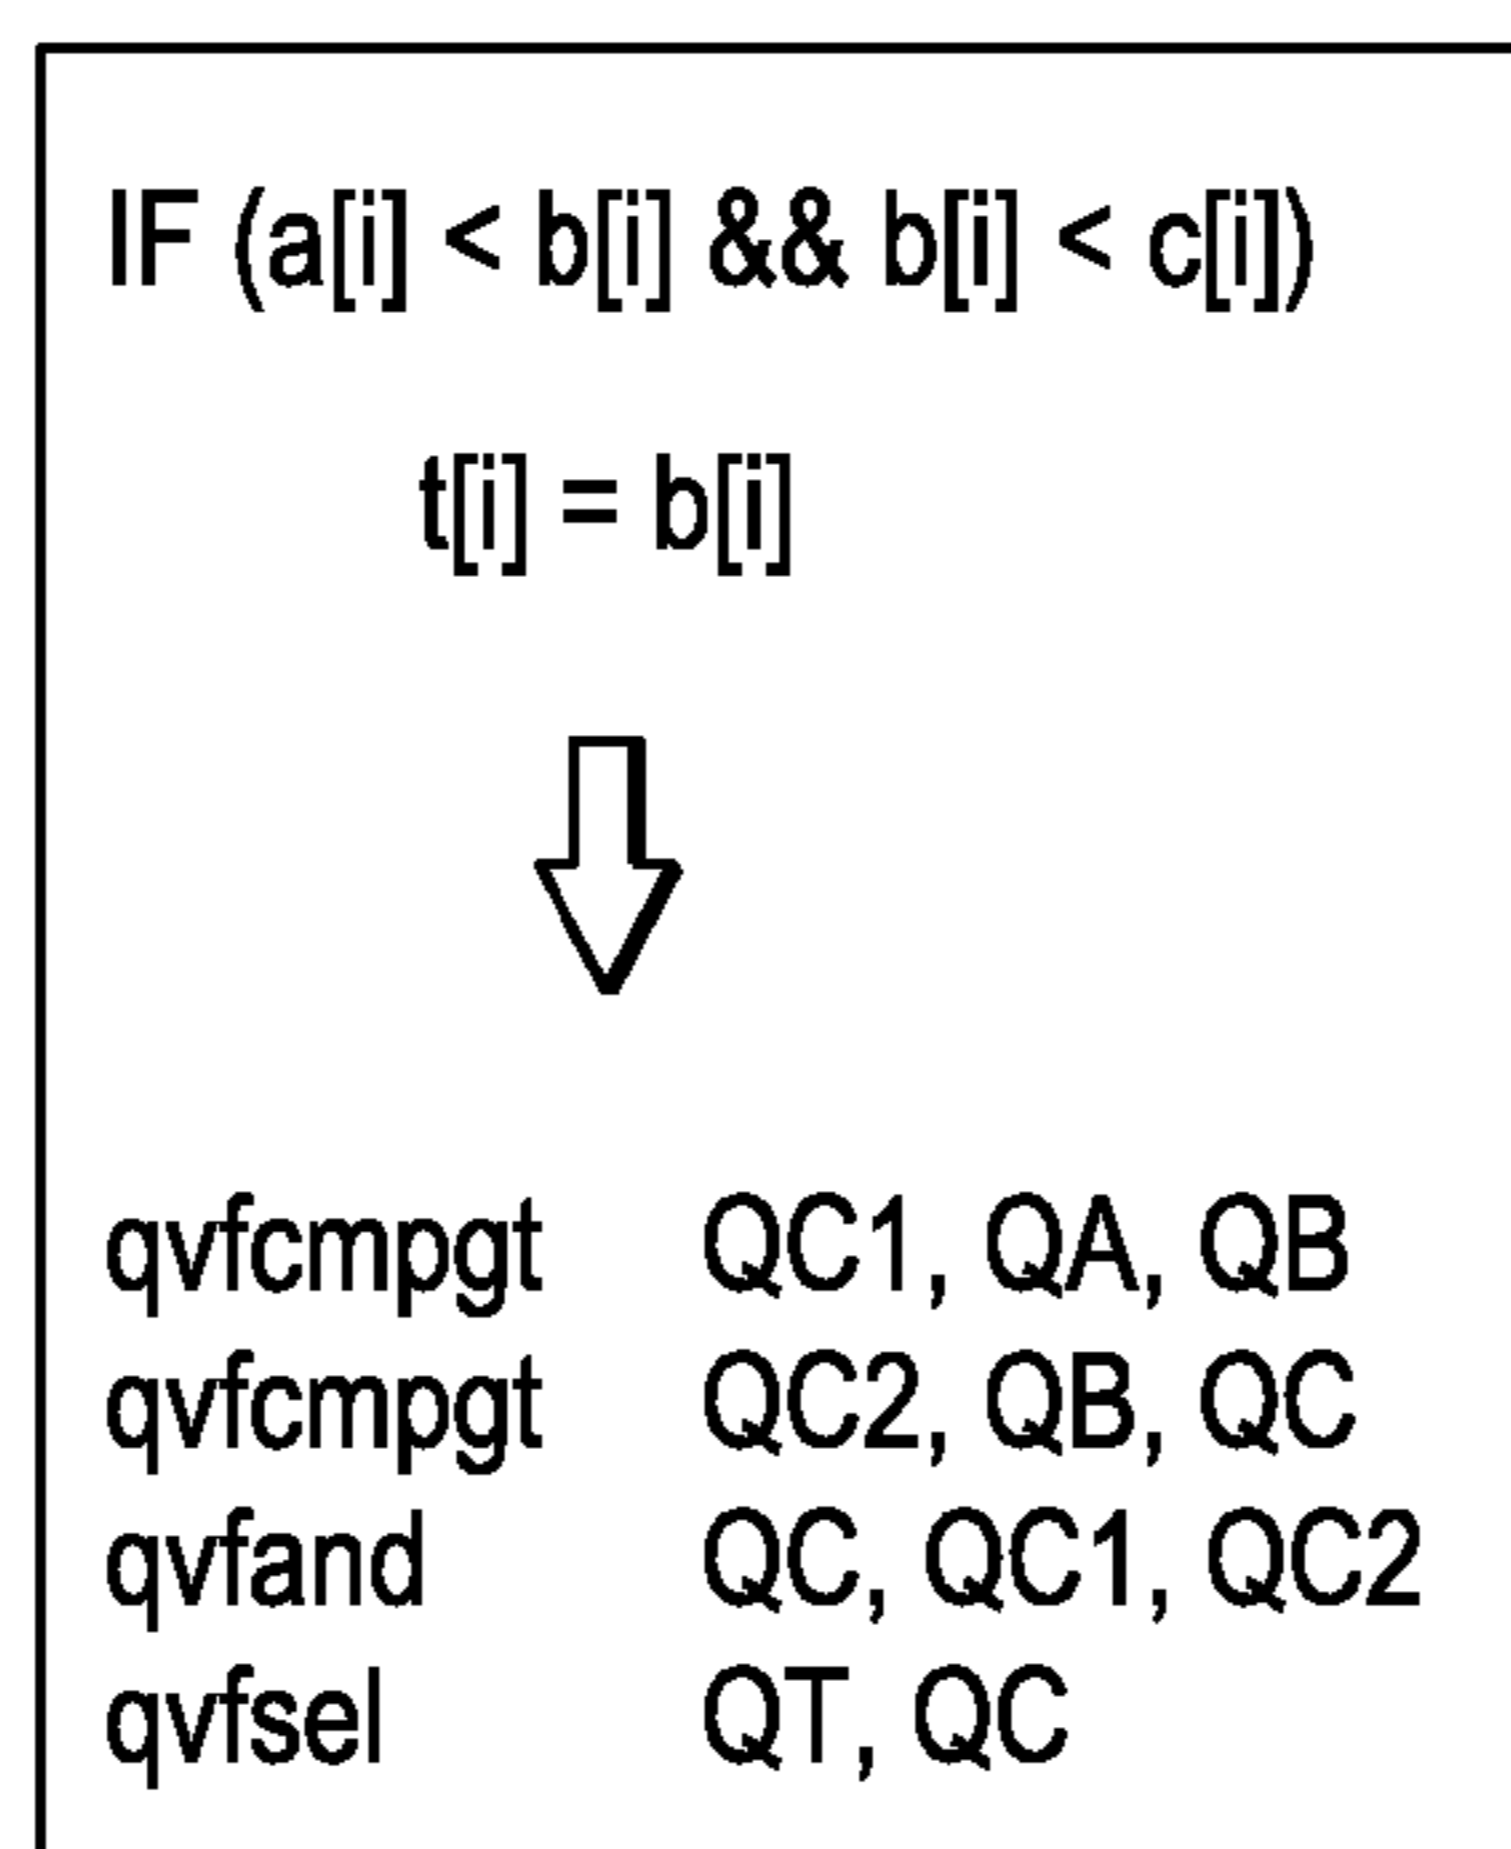 IF (a[i] < b[i] && b[i] < c[i])
t[i] = b[i]
qvfcmpgt QC1, QA, QB
qvfcmpgt QC2, QB, QC
qvfand QC, QC1, QC2
qvfsel QT, QC